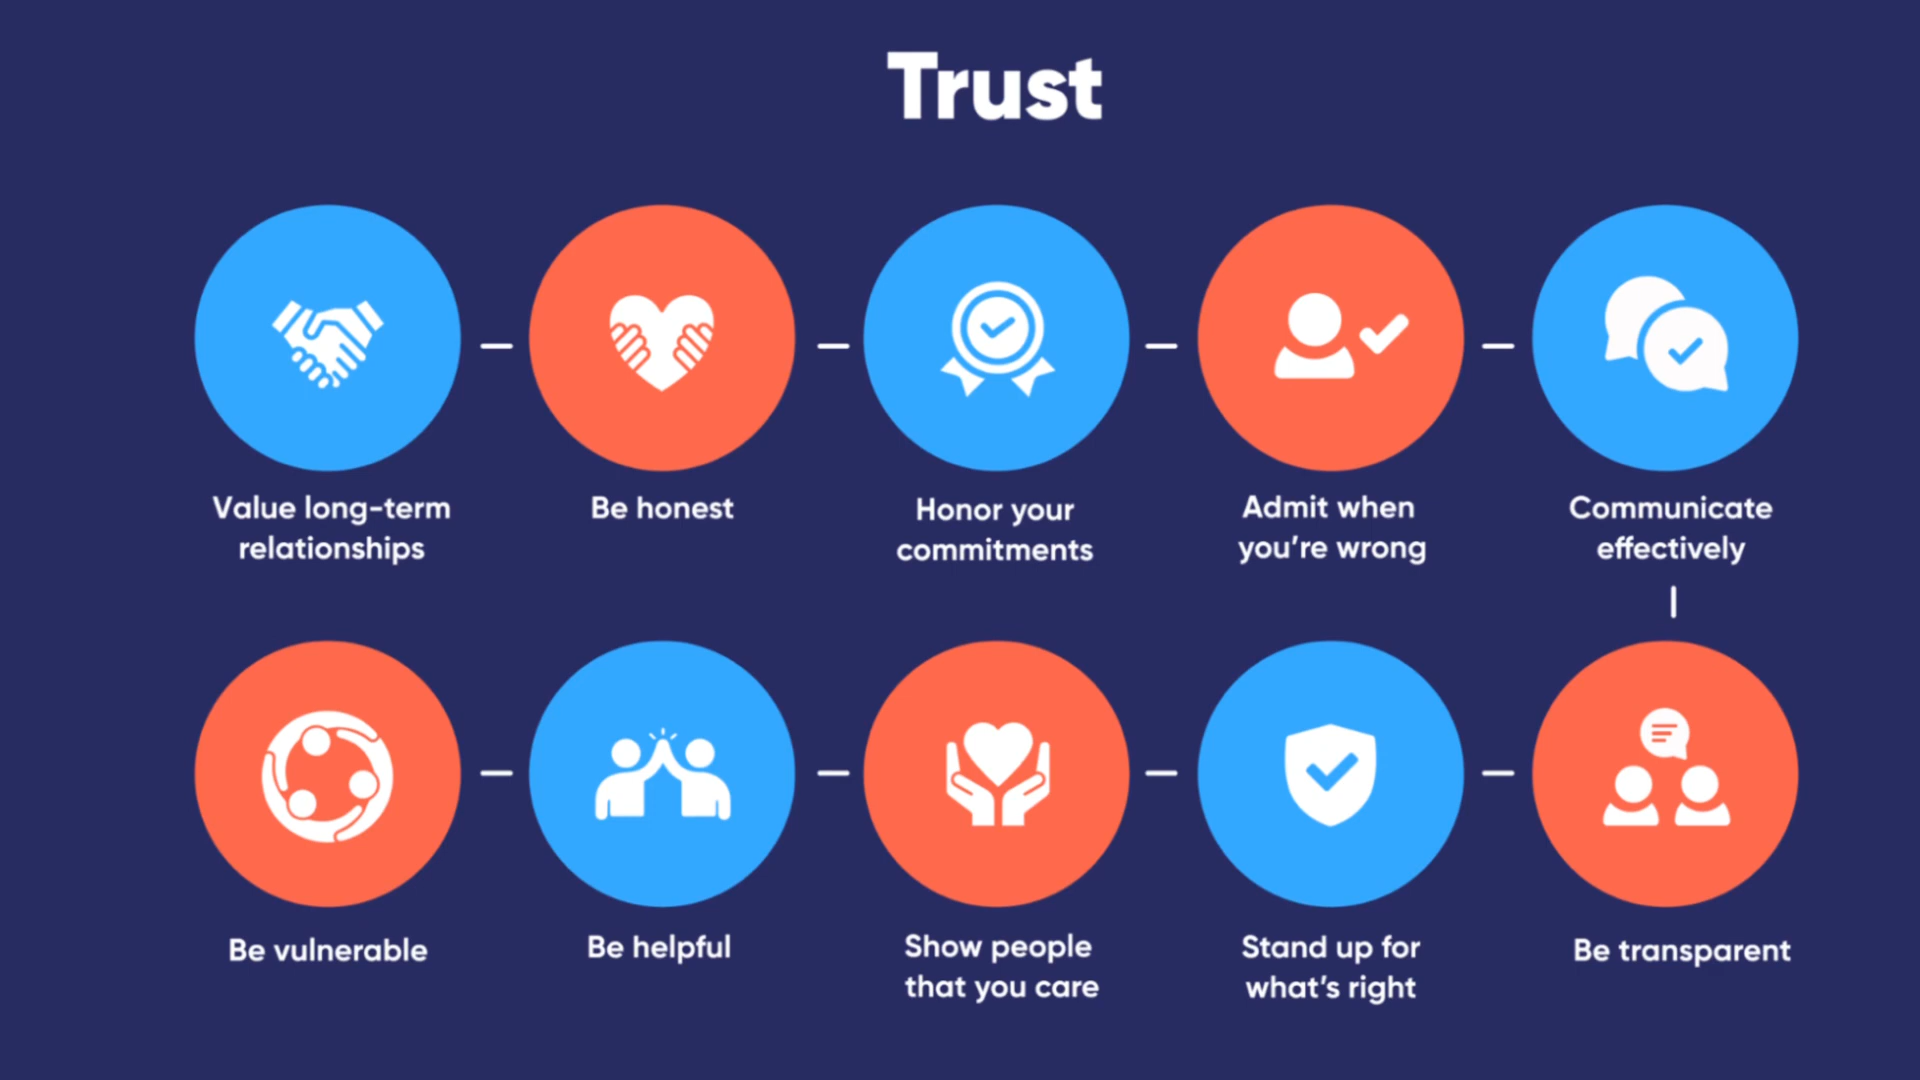 Trust
Value long-term
relationships
Be honest
Honor your
commitments
Admit when
you're wrong
Communicate
effectively
Be vulnerable
Be helpful
Show people
that you care
Stand up for
what's right
Be transparent